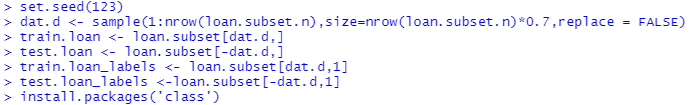 > set.seed(123)
> dat.d <- sample(1:nrow(loan.subset.n),size=nrow(loan.subset.n)*0.7,replace = FALSE)
> train.loan <- loan.subset[dat.d,]
> test.loan <- loan.subset[-dat.d,]
> train.loan_labels <- loan.subset[dat.d,1]
> test.loan_labels <-loan.subset[-dat.d,1]
> install.packages('class')